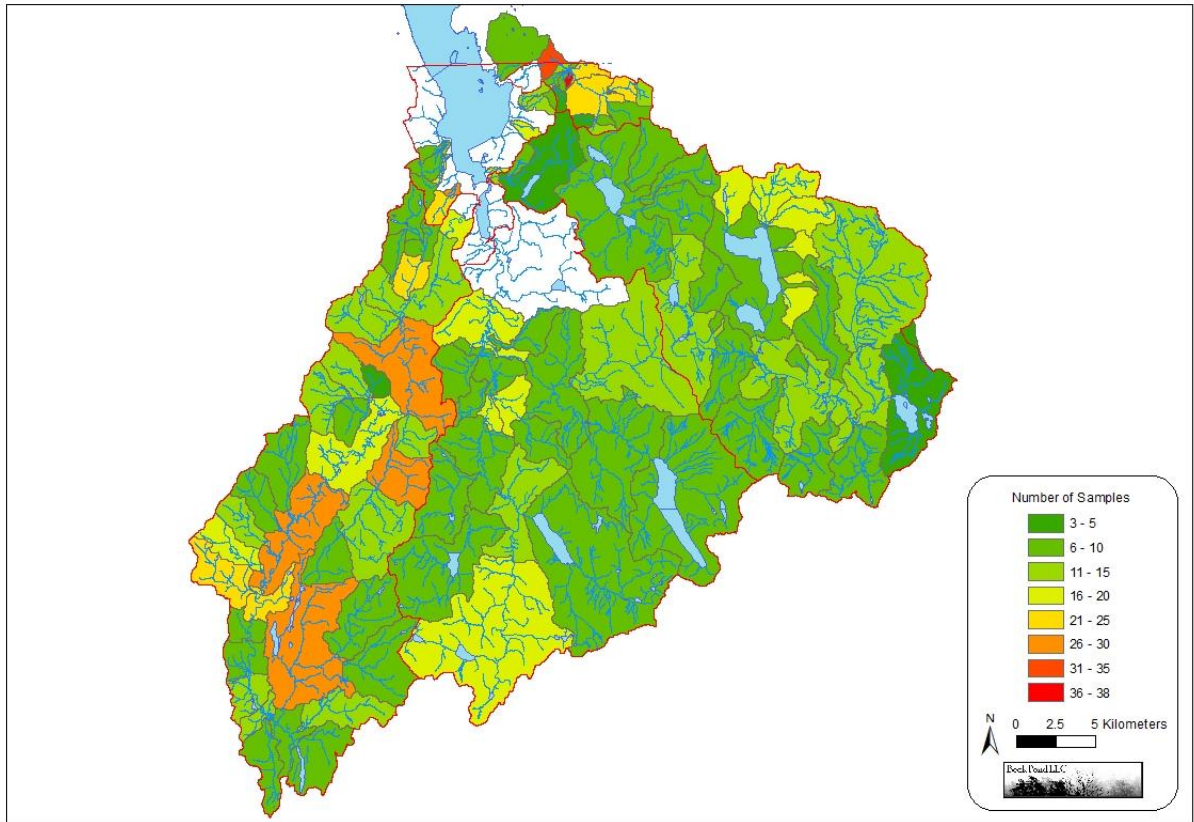 Number of Samples
3 - 5
6 - 10
11 - 15
16 - 20
21 - 25
26 - 30
31 - 35
36 - 38
N
0 2.5 5 Kilometers
Beck Pond LLC